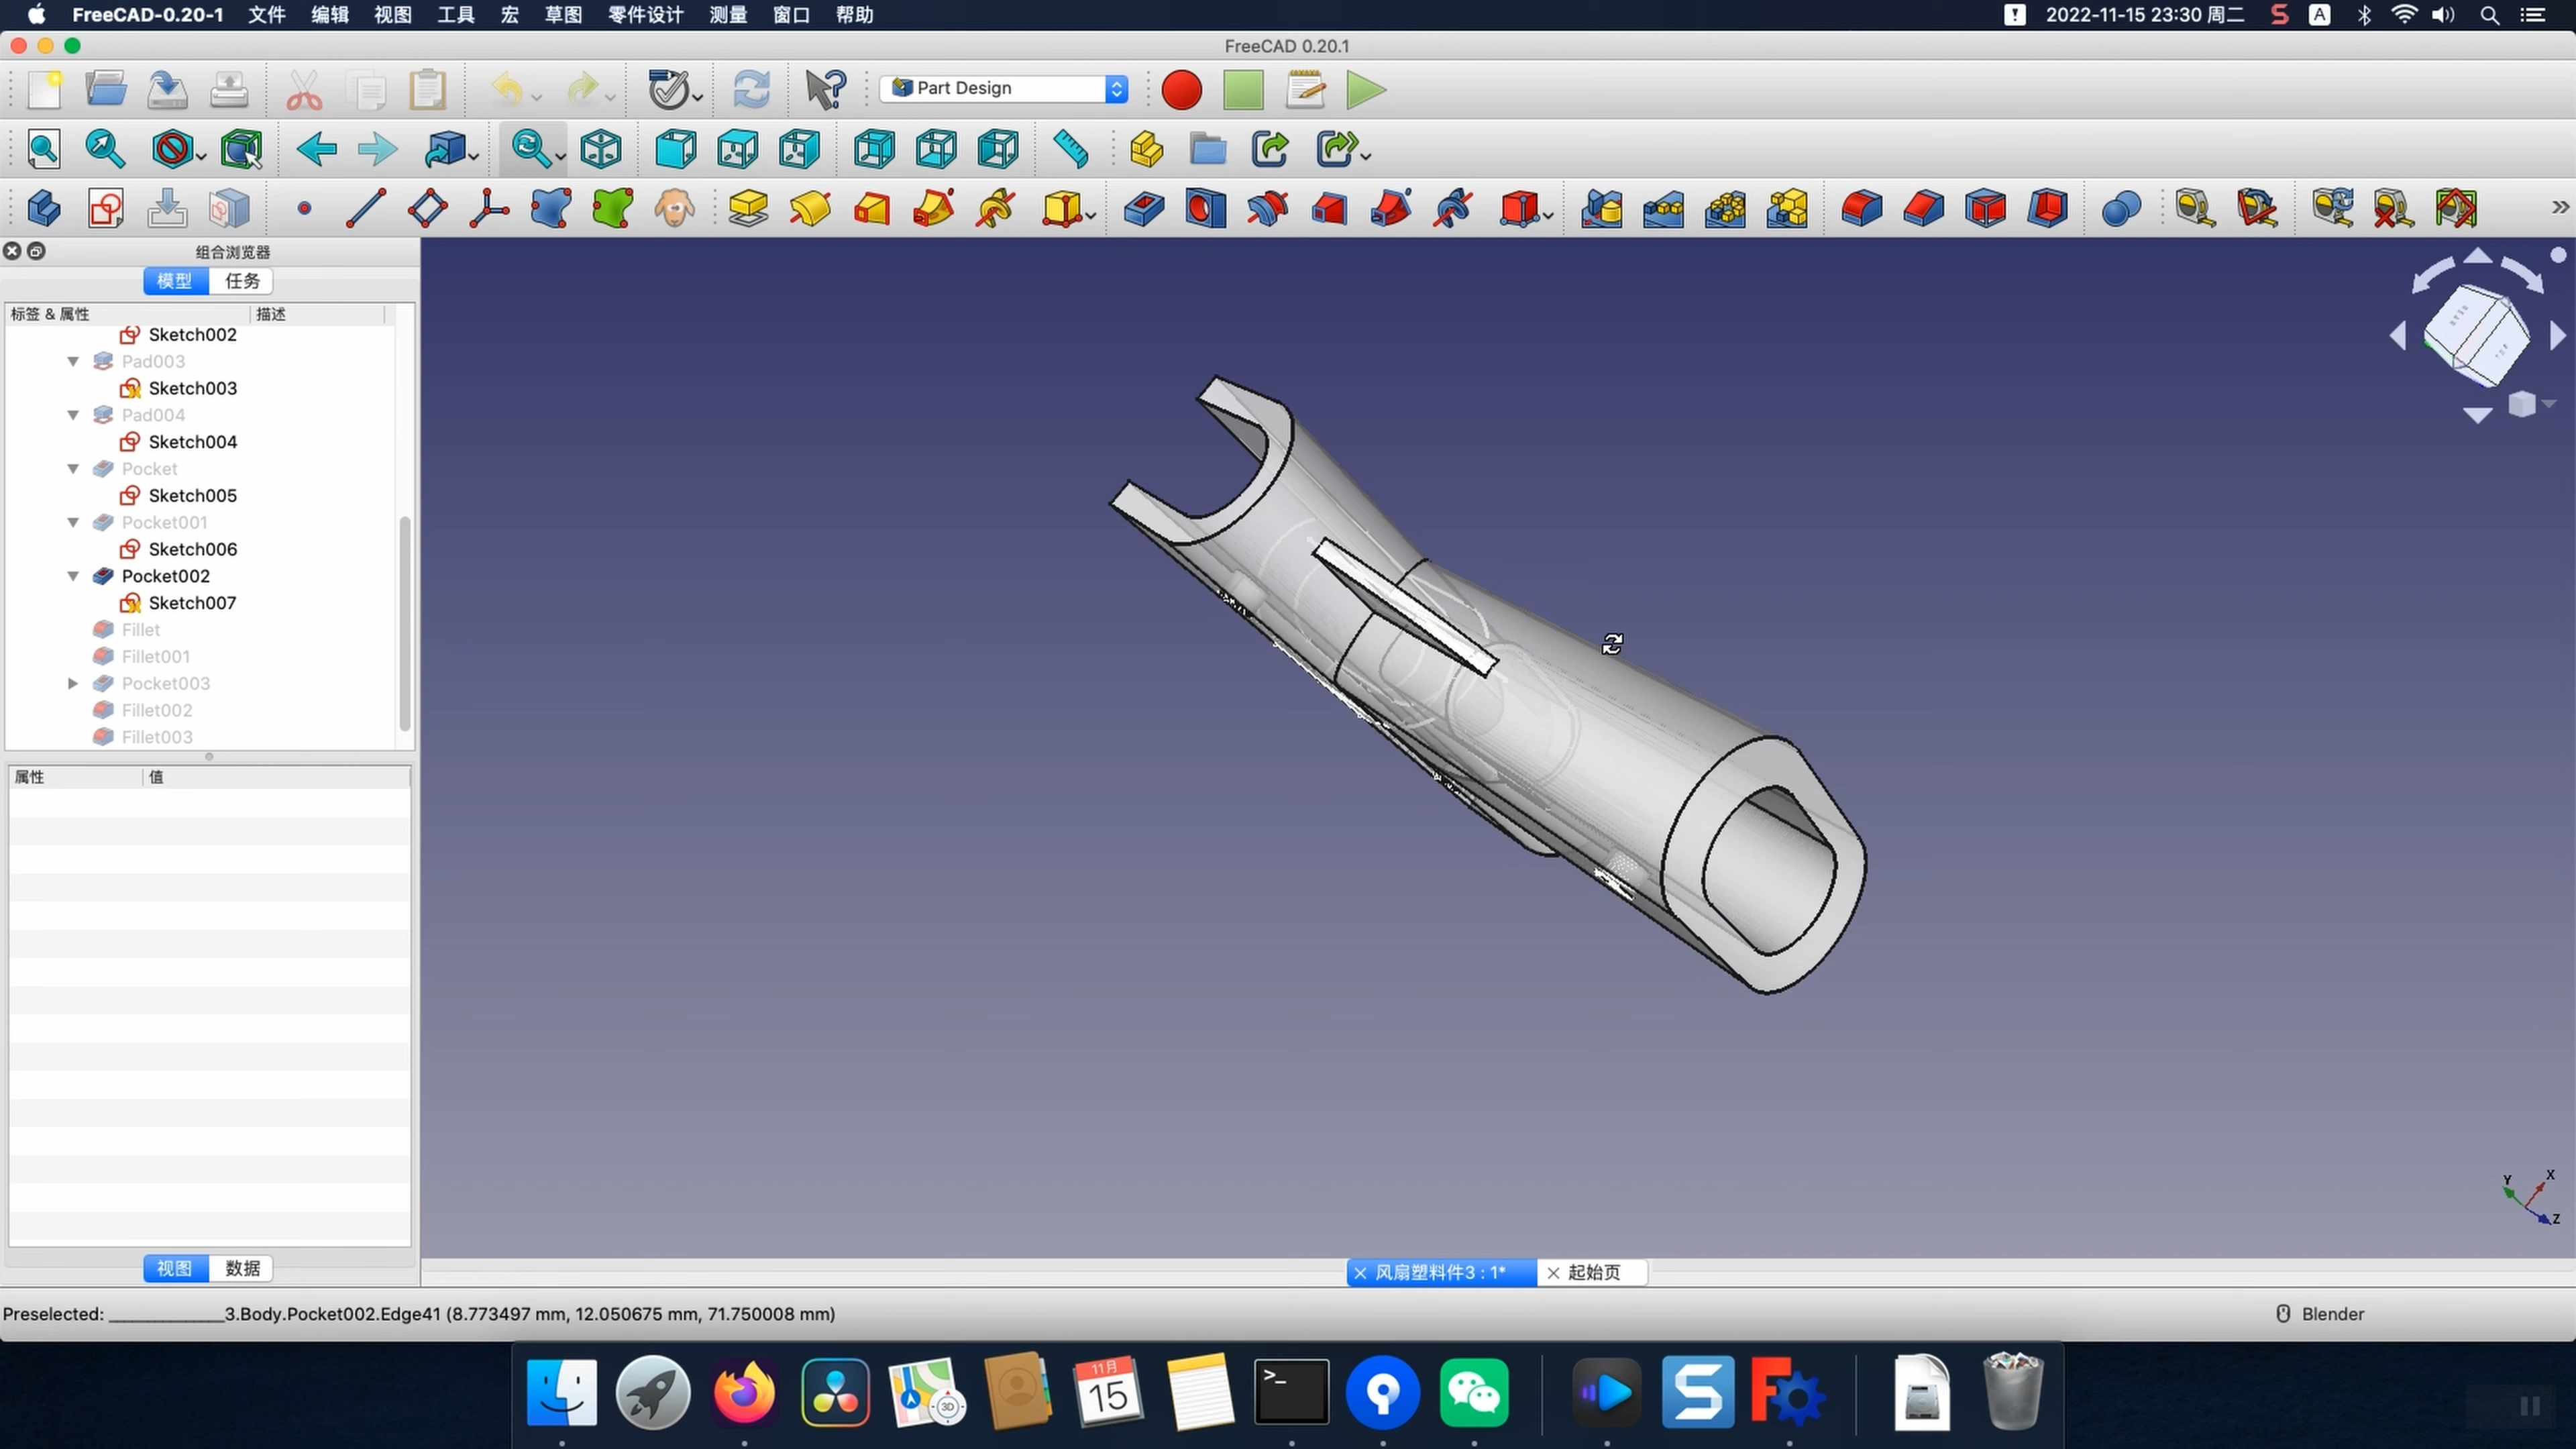 FreeCAD-0.20-1 文件 编辑 视图 工具 宏 草图 零件设计 测量 窗口 帮助
A 2022-11-15 23:30 周二
FreeCAD 0.20.1
Part Design
组合浏览器
模型 任务
标签 & 属性 描述
Sketch002
Pad003
Sketch003
Pad004
Sketch004
Pocket
Sketch005
Pocket001
Sketch006
Pocket002
Sketch007
Fillet
Fillet001
Pocket003
Fillet002
Fillet003
属性 值
视图 数据
Y X
Z
风扇塑料件3 : 1* 起始页
Preselected: ______________3.Body.Pocket002.Edge41 (8.773497 mm, 12.050675 mm, 71.750008 mm)
Blender
3D
11月
15
>_